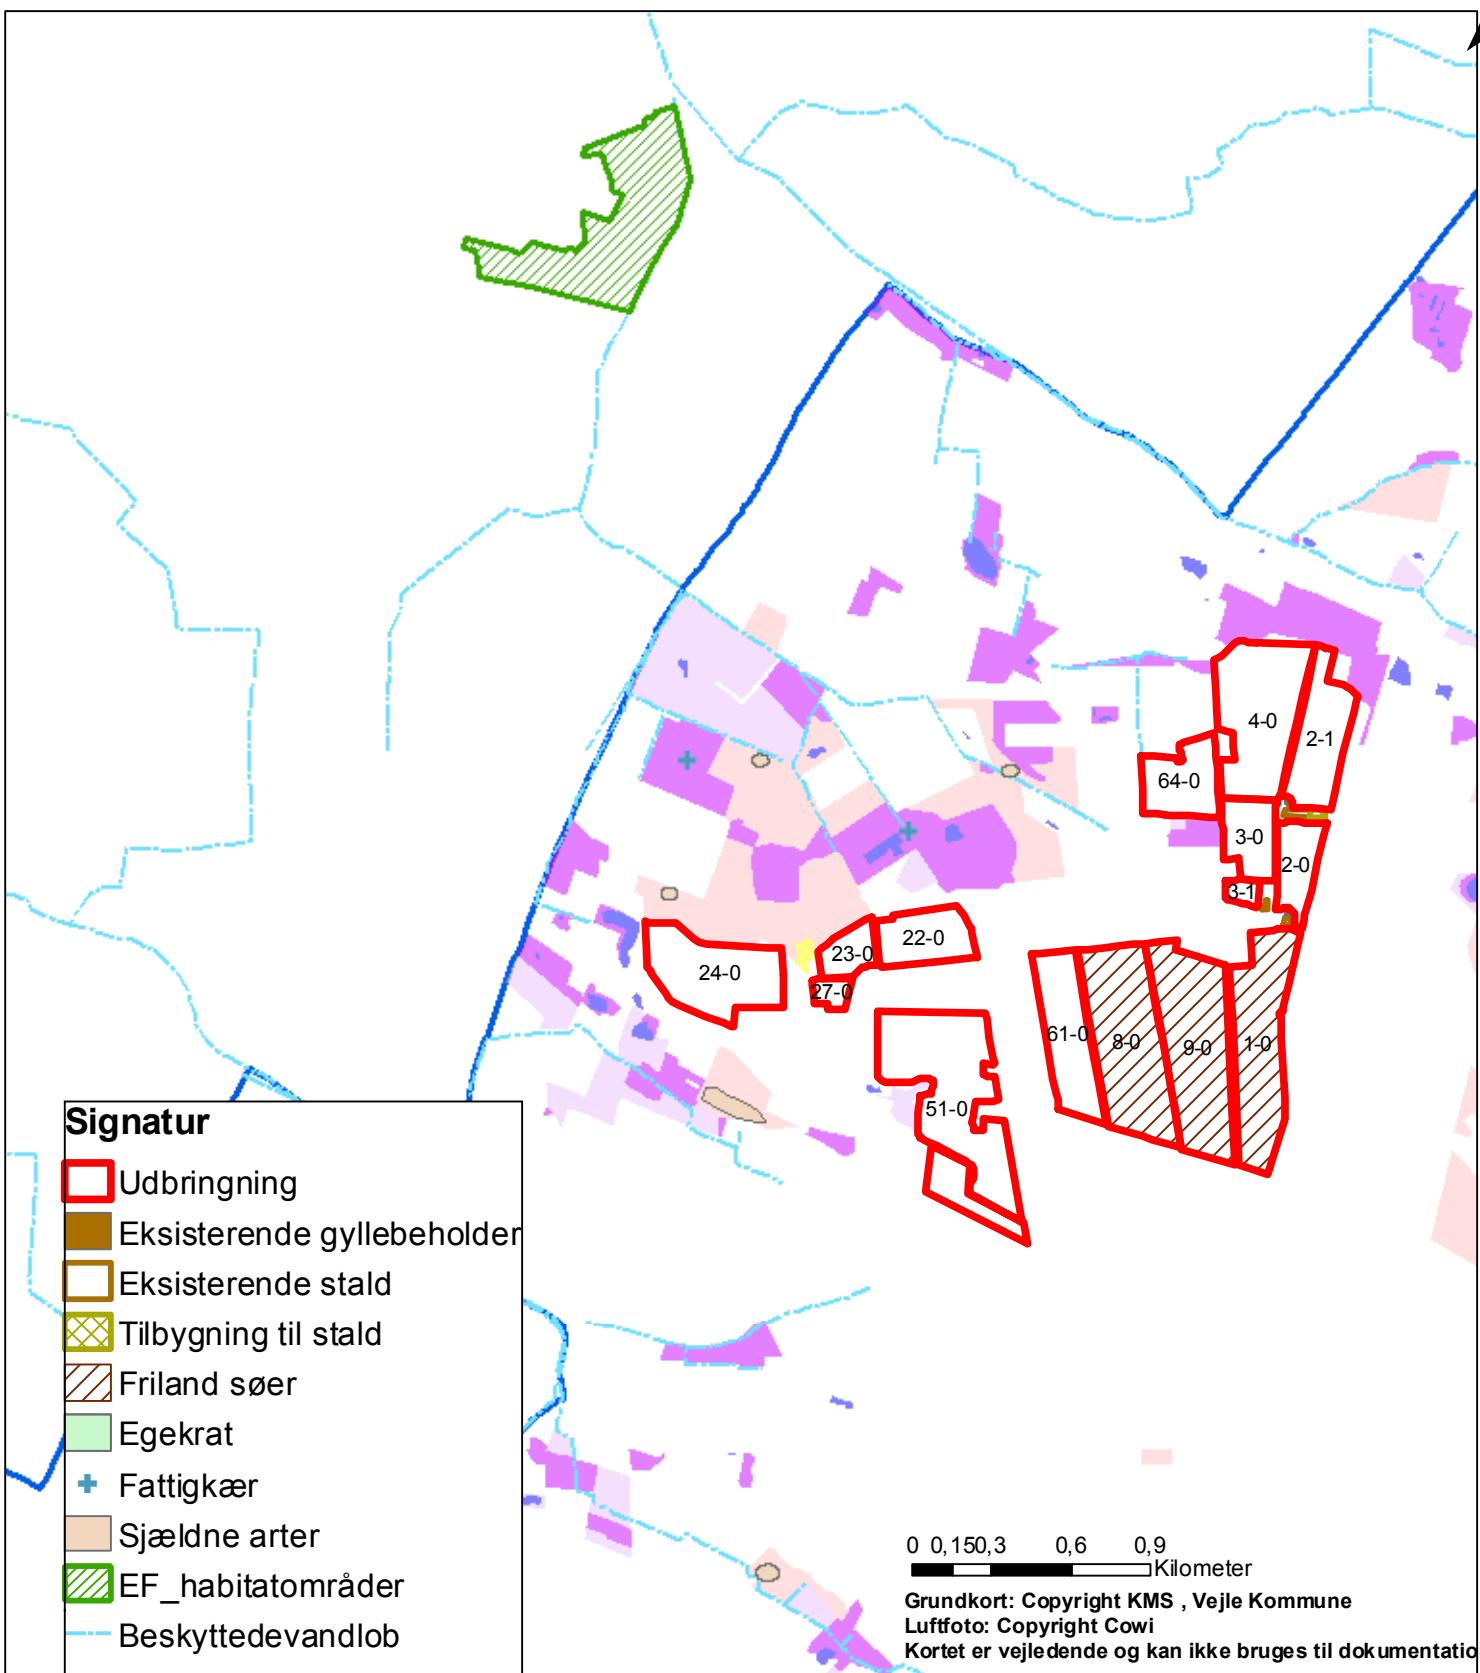 4-0
2-1
64-0
3-0
2-0
3-1
22-0
23-0
24-0
27-0
61-0
8-0
9-0
1-0
51-0
Signatur
Udbringning
Eksisterende gyllebeholder
Eksisterende stald
Tilbygning til stald
Friland søer
Egekrat
Fattigkær
Sjældne arter
EF_habitatområder
Beskyttedevandlob
0 0,150,3 0,6 0,9
Kilometer
Grundkort: Copyright KMS , Vejle Kommune
Luftfoto: Copyright Cowi
Kortet er vejledende og kan ikke bruges til dokumentatio